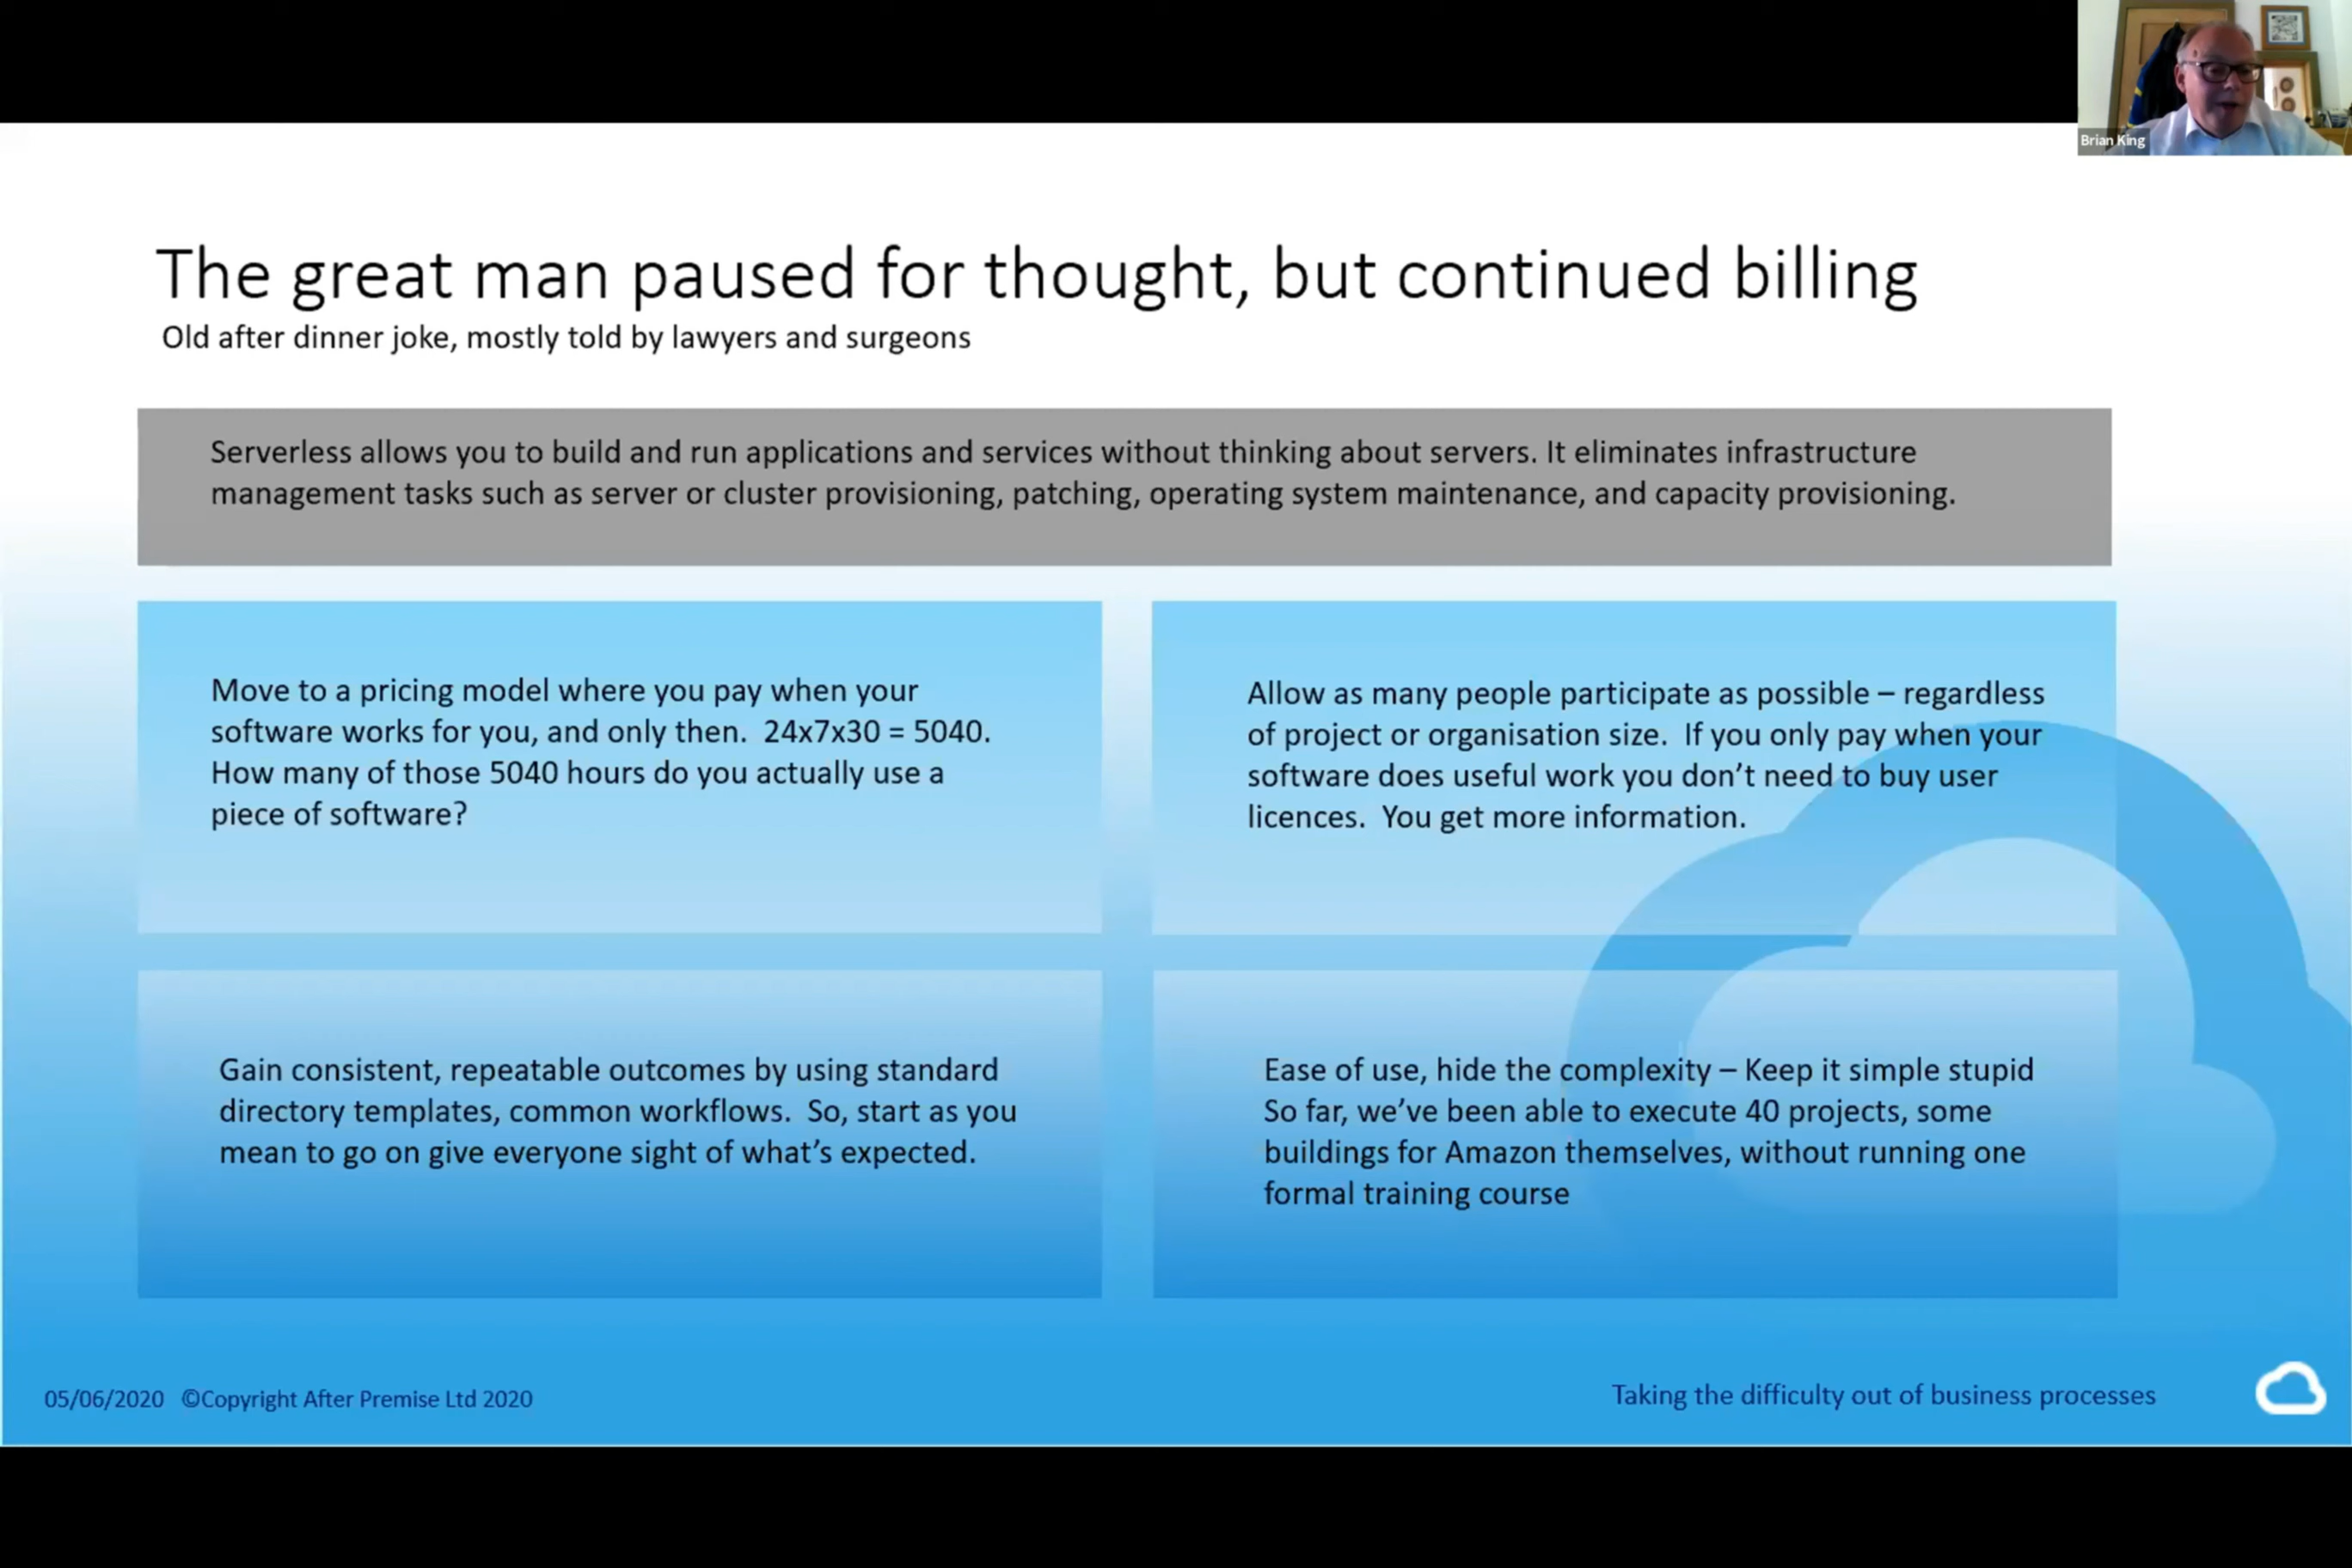 Brian King
The great man paused for thought, but continued billing
Old after dinner joke, mostly told by lawyers and surgeons
Serverless allows you to build and run applications and services without thinking about servers. It eliminates infrastructure
management tasks such as server or cluster provisioning, patching, operating system maintenance, and capacity provisioning.
Move to a pricing model where you pay when your
software works for you, and only then. 24x7x30 = 5040.
How many of those 5040 hours do you actually use a
piece of software?
Allow as many people participate as possible – regardless
of project or organisation size. If you only pay when your
software does useful work you don’t need to buy user
licences. You get more information.
Gain consistent, repeatable outcomes by using standard
directory templates, common workflows. So, start as you
mean to go on give everyone sight of what’s expected.
Ease of use, hide the complexity – Keep it simple stupid
So far, we’ve been able to execute 40 projects, some
buildings for Amazon themselves, without running one
formal training course
05/06/2020 ©Copyright After Premise Ltd 2020
Taking the difficulty out of business processes